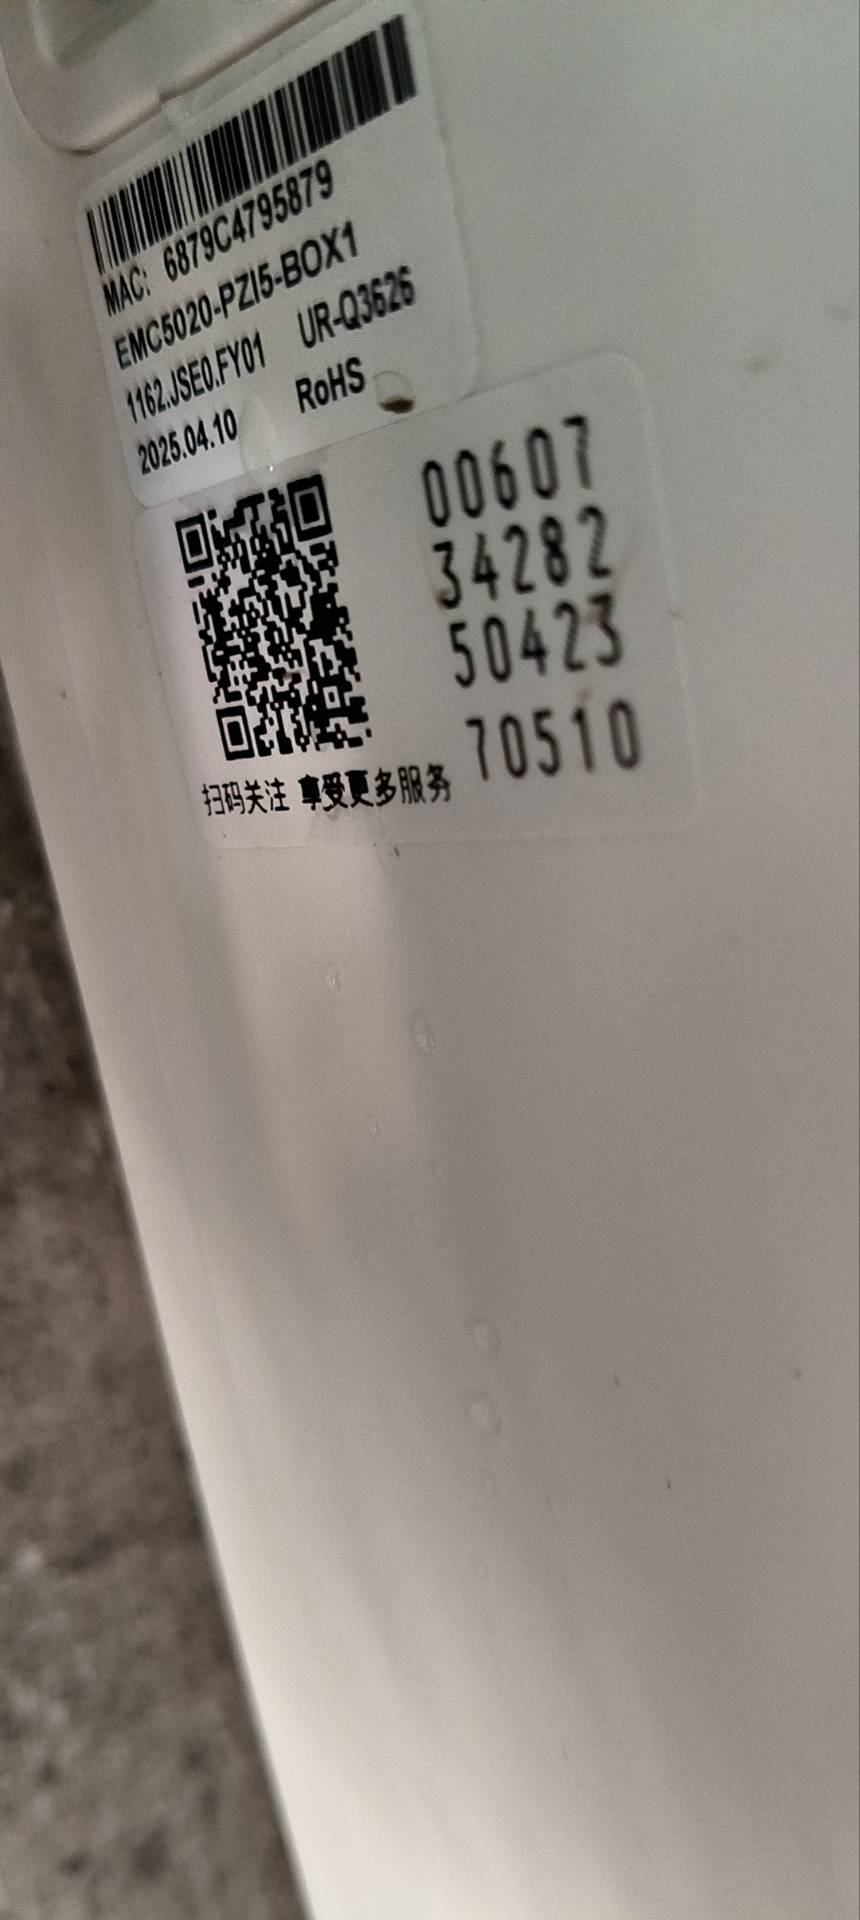 MAC: 6879C4795879
EMC5020-PZI5-BOX1
1162.JSE0.FY01 UR-Q3626
2025.04.10 RoHS
00607
34282
50423
70510
扫码关注 享受更多服务